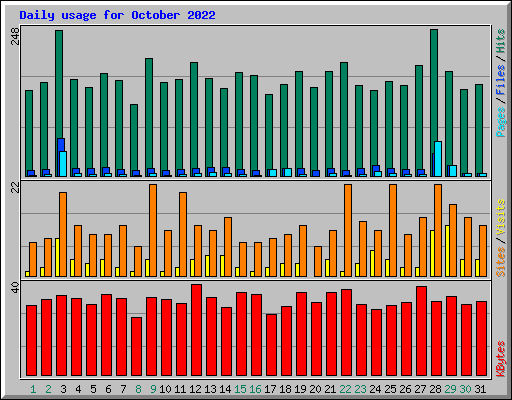 Daily usage for October 2022
248
Pages / Files / Hits
22
Sites / Visits
40
KBytes
1 2 3 4 5 6 7 8 9 10 11 12 13 14 15 16 17 18 19 20 21 22 23 24 25 26 27 28 29 30 31